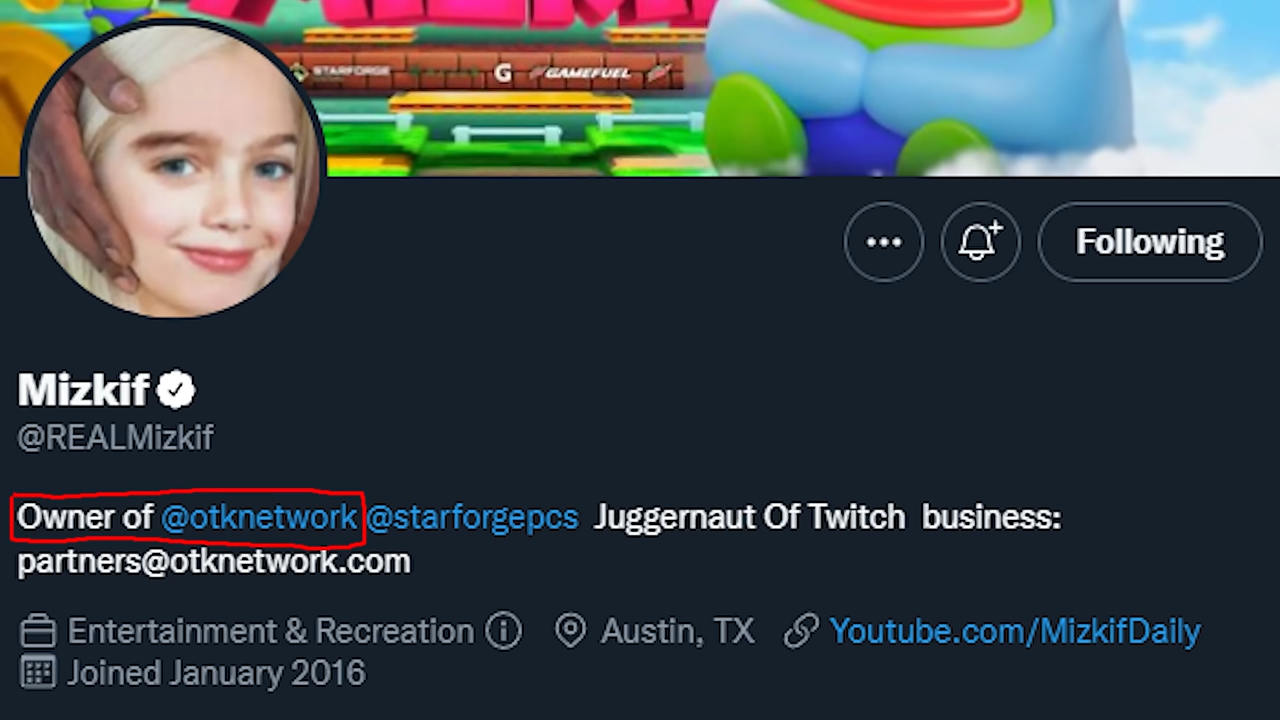 STARFORGE G GAMEFUEL
Following
Mizkif
@REALMizkif
Owner of @otknetwork @starforgepcs Juggernaut Of Twitch business:
partners@otknetwork.com
Entertainment & Recreation Austin, TX Youtube.com/MizkifDaily
Joined January 2016